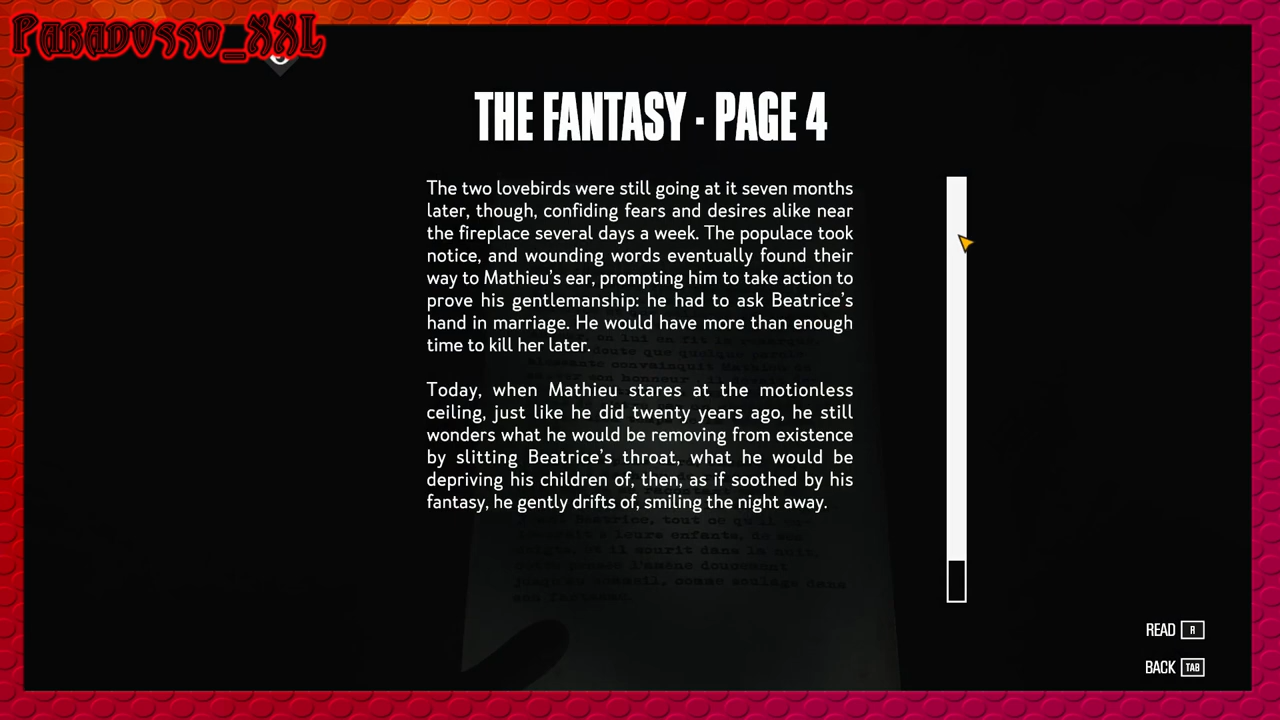 Paradosso_XXL
THE FANTASY - PAGE 4
The two lovebirds were still going at it seven months
later, though, confiding fears and desires alike near
the fireplace several days a week. The populace took
notice, and wounding words eventually found their
way to Mathieu's ear, prompting him to take action to
prove his gentlemanship: he had to ask Beatrice's
hand in marriage. He would have more than enough
time to kill her later.
Today, when Mathieu stares at the motionless
ceiling, just like he did twenty years ago, he still
wonders what he would be removing from existence
by slitting Beatrice's throat, what he would be
depriving his children of, then, as if soothed by his
fantasy, he gently drifts of, smiling the night away.
READ R
BACK TAB